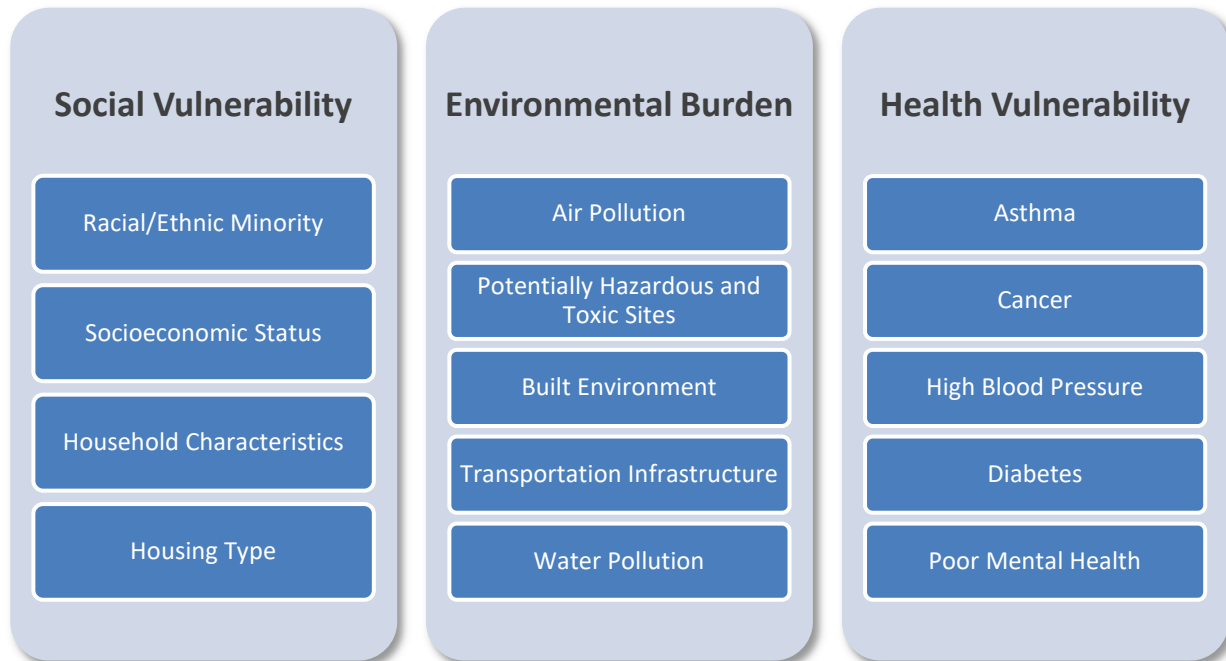 Social Vulnerability
Racial/Ethnic Minority
Socioeconomic Status
Household Characteristics
Housing Type
Environmental Burden
Air Pollution
Potentially Hazardous and
Toxic Sites
Built Environment
Transportation Infrastructure
Water Pollution
Health Vulnerability
Asthma
Cancer
High Blood Pressure
Diabetes
Poor Mental Health